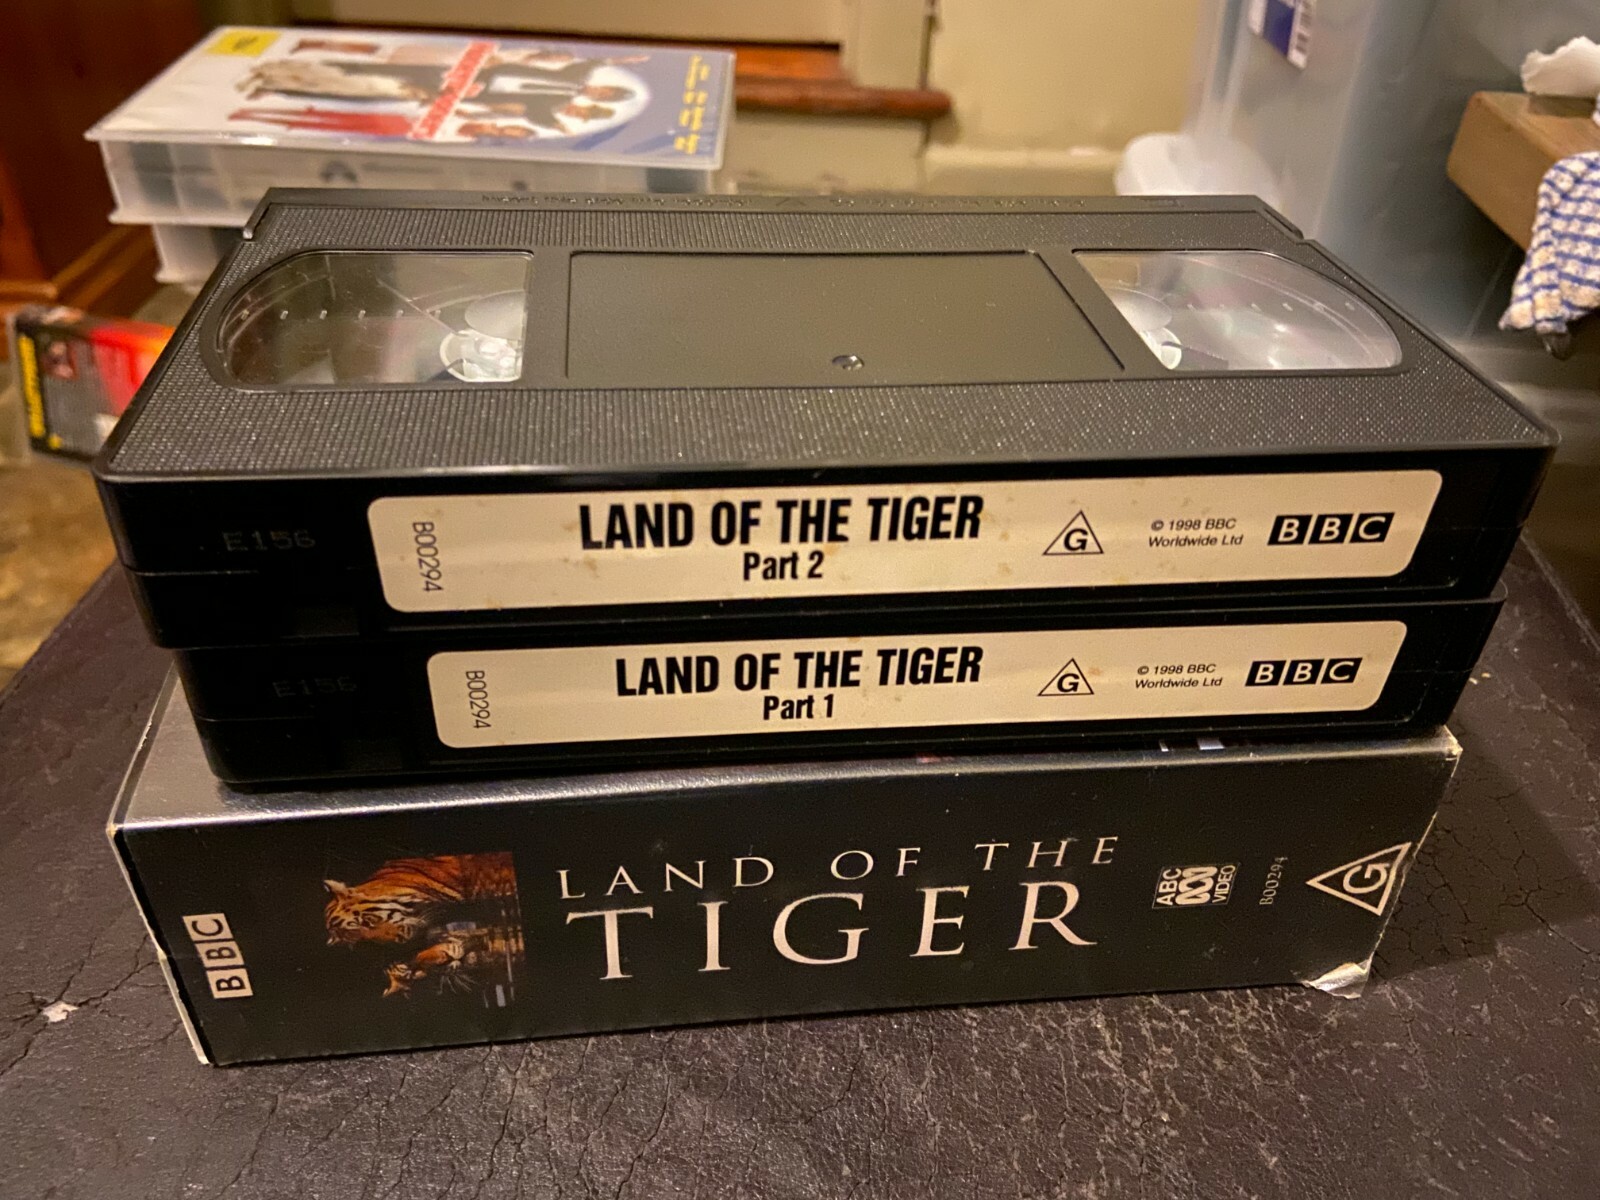 E156
B00294
LAND OF THE TIGER
Part 2
G
© 1998 BBC
Worldwide Ltd
BBC
E156
B00294
LAND OF THE TIGER
Part 1
G
© 1998 BBC
Worldwide Ltd
BBC
BBC
LAND OF THE
TIGER
ABC
VIDEO
B00294
G